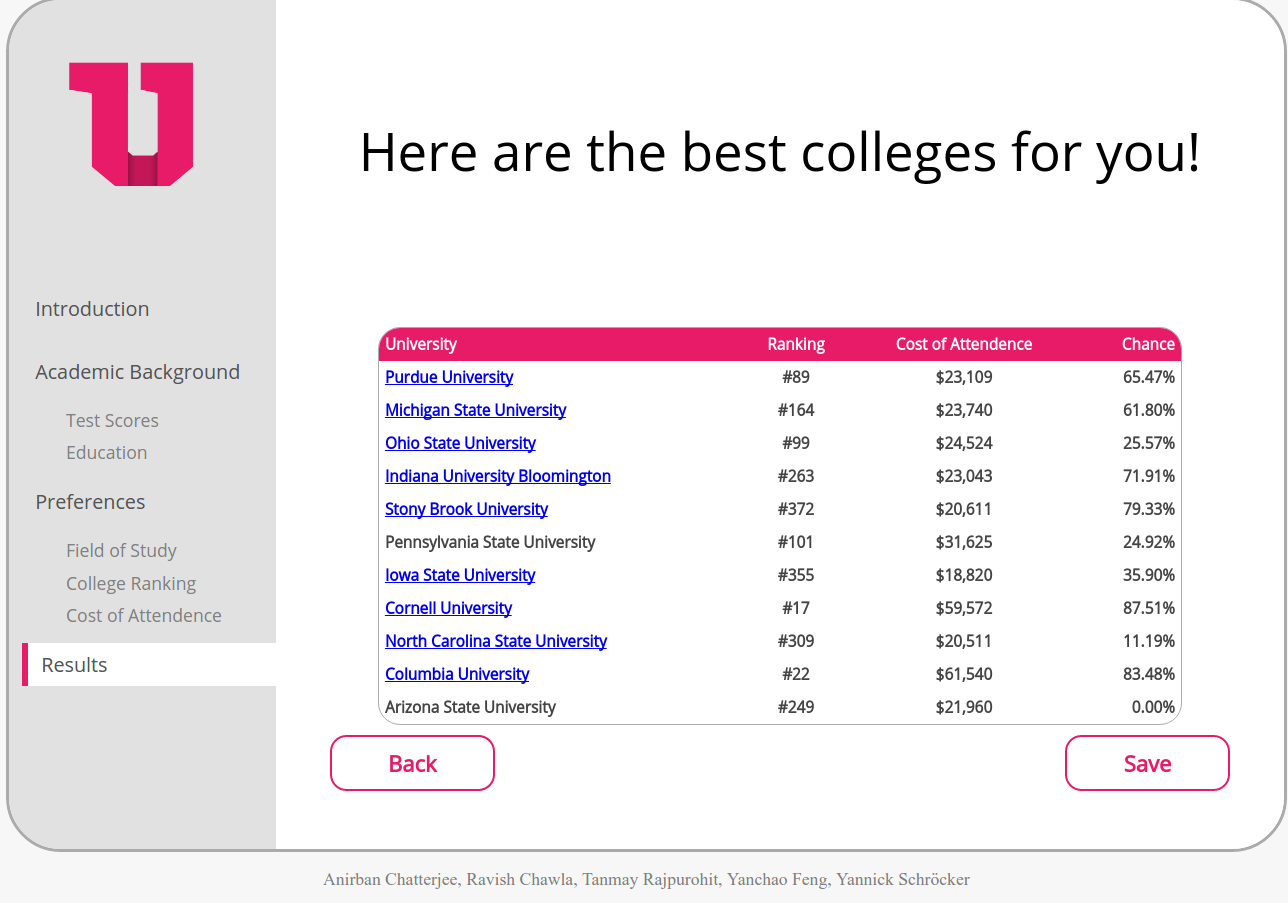 Here are the best colleges for you!
Introduction
Academic Background
Test Scores
Education
Preferences
Field of Study
College Ranking
Cost of Attendence
Results
University Ranking Cost of Attendence Chance
Purdue University #89 $23,109 65.47%
Michigan State University #164 $23,740 61.80%
Ohio State University #99 $24,524 25.57%
Indiana University Bloomington #263 $23,043 71.91%
Stony Brook University #372 $20,611 79.33%
Pennsylvania State University #101 $31,625 24.92%
Iowa State University #355 $18,820 35.90%
Cornell University #17 $59,572 87.51%
North Carolina State University #309 $20,511 11.19%
Columbia University #22 $61,540 83.48%
Arizona State University #249 $21,960 0.00%
Back Save
Anirban Chatterjee, Ravish Chawla, Tanmay Rajpurohit, Yanchao Feng, Yannick Schröcker